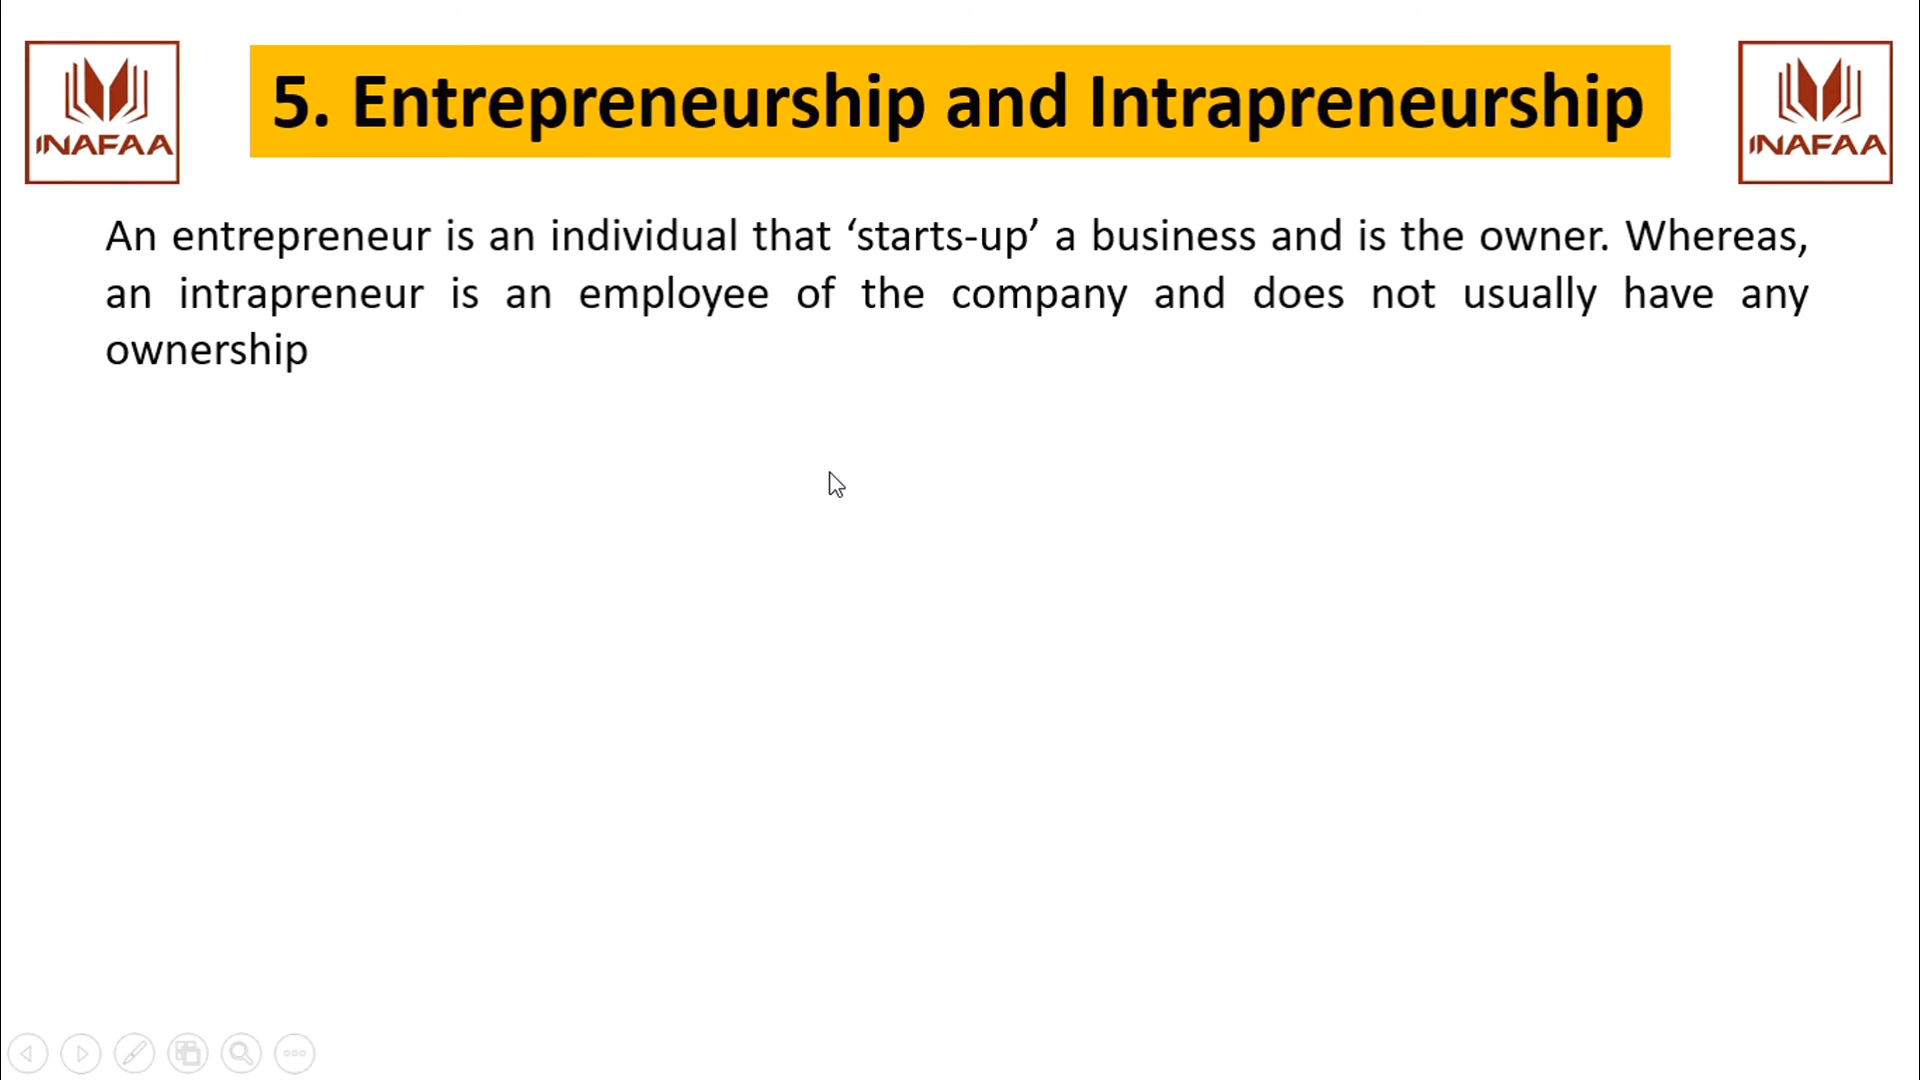 INAFAA
5. Entrepreneurship and Intrapreneurship
INAFAA
An entrepreneur is an individual that ‘starts-up’ a business and is the owner. Whereas,
an intrapreneur is an employee of the company and does not usually have any
ownership